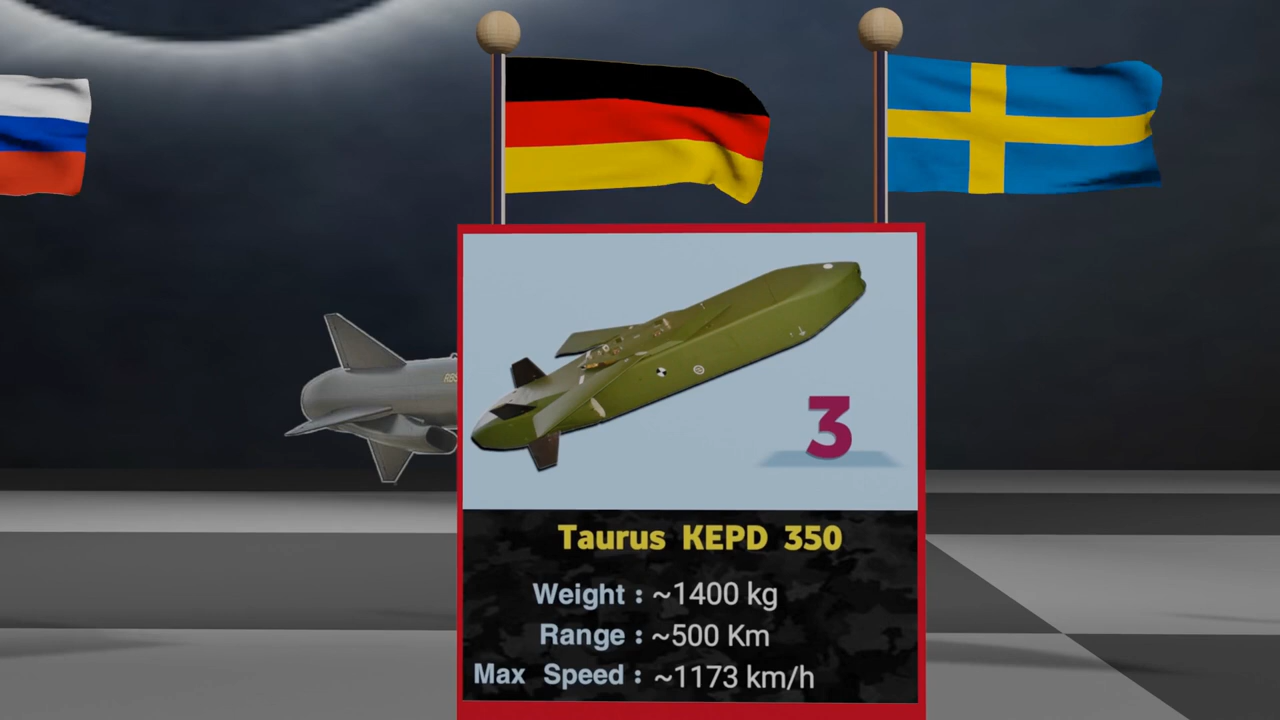 3
Taurus KEPD 350
Weight : ~1400 kg
Range : ~500 Km
Max Speed : ~1173 km/h